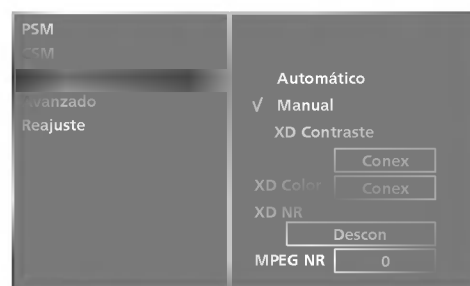 PSM
CSM
Avanzado
Reajuste
Automático
√ Manual
XD Contraste
Conex
XD Color Conex
XD NR
Descon
MPEG NR 0